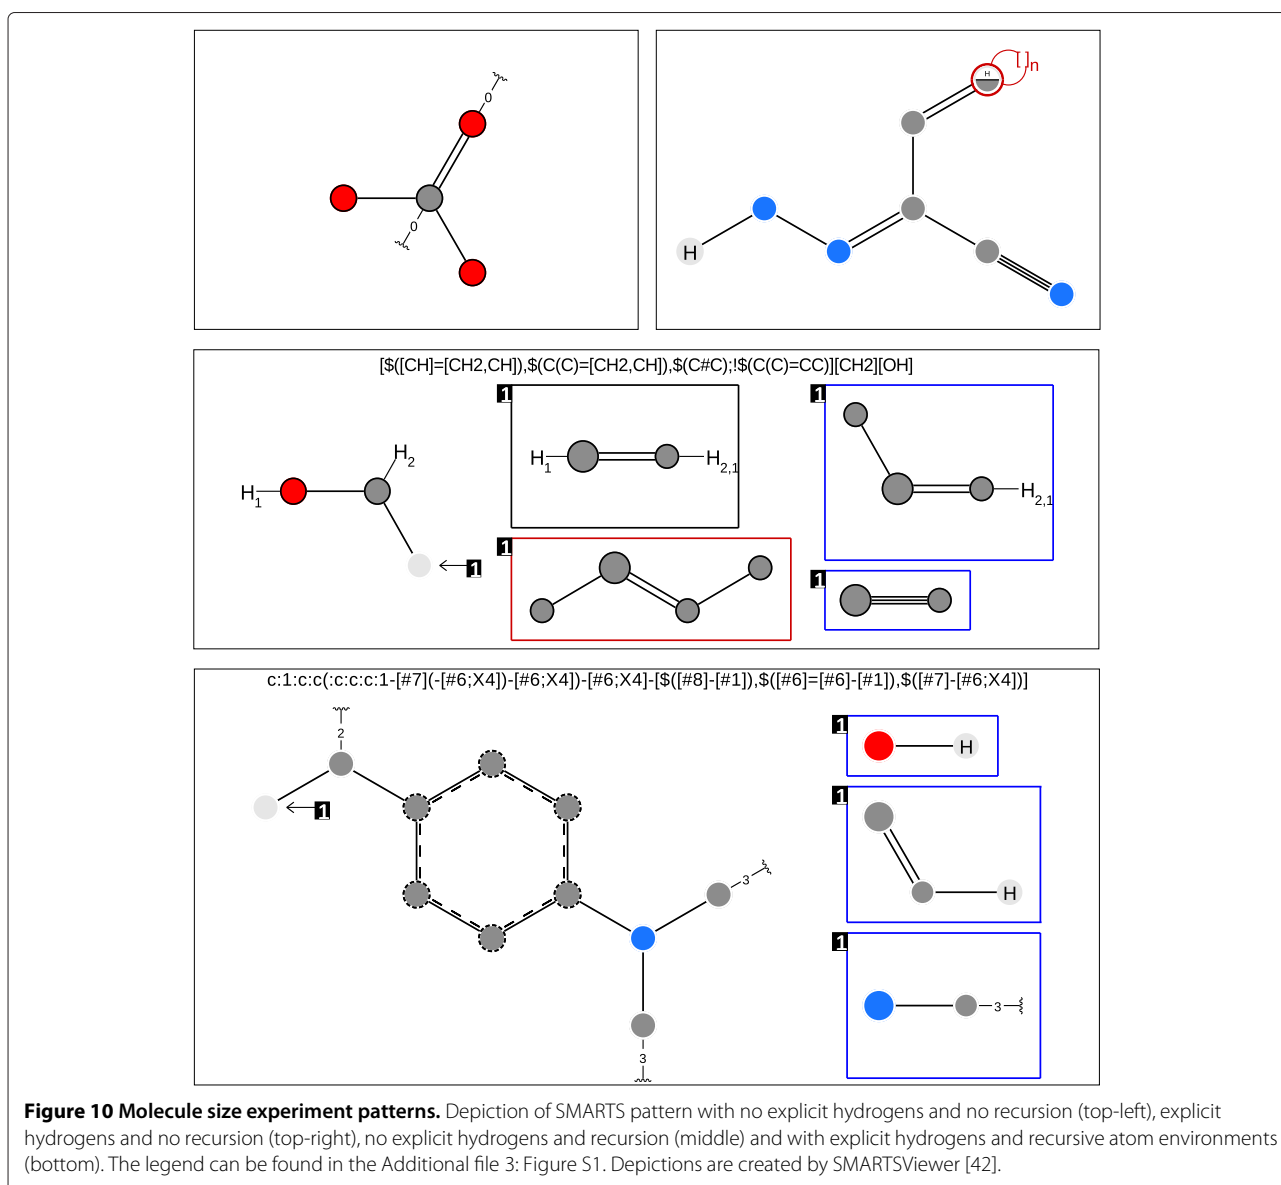 0
0
H
[ ]n
H
[$([CH]=[CH2,CH]),$(C(C)=[CH2,CH]),$(C#C);!$(C(C)=CC)][CH2][OH]
1
1
H1
H2,1
H2
H2,1
H1
1
1
1
c:1:c:c(:c:c:c:1-[#7](-[#6;X4])-[#6;X4])-[#6;X4]-[$([#8]-[#1]),$([#6]=[#6]-[#1]),$([#7]-[#6;X4])]
2
1
H
1
1
3
H
1
3
3
Figure 10 Molecule size experiment patterns. Depiction of SMARTS pattern with no explicit hydrogens and no recursion (top-left), explicit
hydrogens and no recursion (top-right), no explicit hydrogens and recursion (middle) and with explicit hydrogens and recursive atom environments
(bottom). The legend can be found in the Additional file 3: Figure S1. Depictions are created by SMARTSViewer [42].